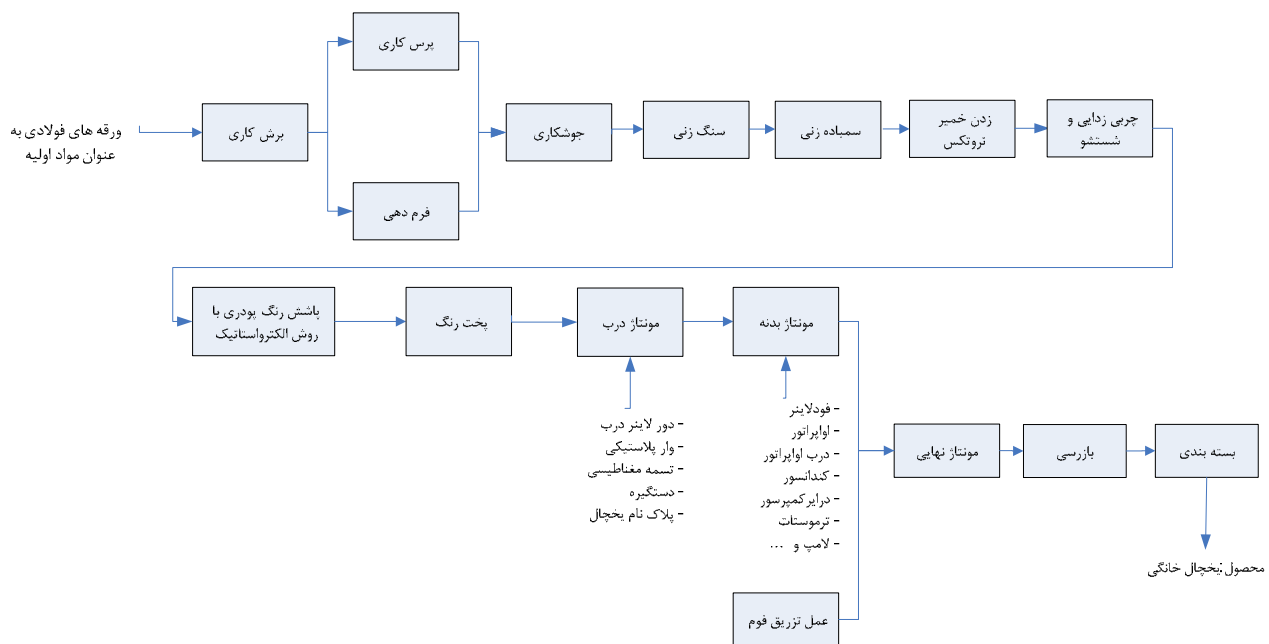 ورقه های فولادی به
عنوان مواد اولیه
برش کاری
پرس کاری
فرم دهی
جوشکاری
سنگ زنی
سمباده زنی
زدن خمیر
تروتکس
چربی زدایی و
شستشو
پاشش رنگ پودری با
روش الکترواستاتیک
پخت رنگ
مونتاژ درب
- دور لاینر درب
- وار پلاستیکی
- تسمه مغناطیسی
- دستگیره
- پلاک نام یخچال
مونتاژ بدنه
- فودلاینر
- اواپراتور
- درب اواپراتور
- کندانسور
- درایرکمپرسور
- ترموستات
- لامپ و ...
عمل تزریق فوم
مونتاژ نهایی
بازرسی
بسته بندی
محصول:یخچال خانگی